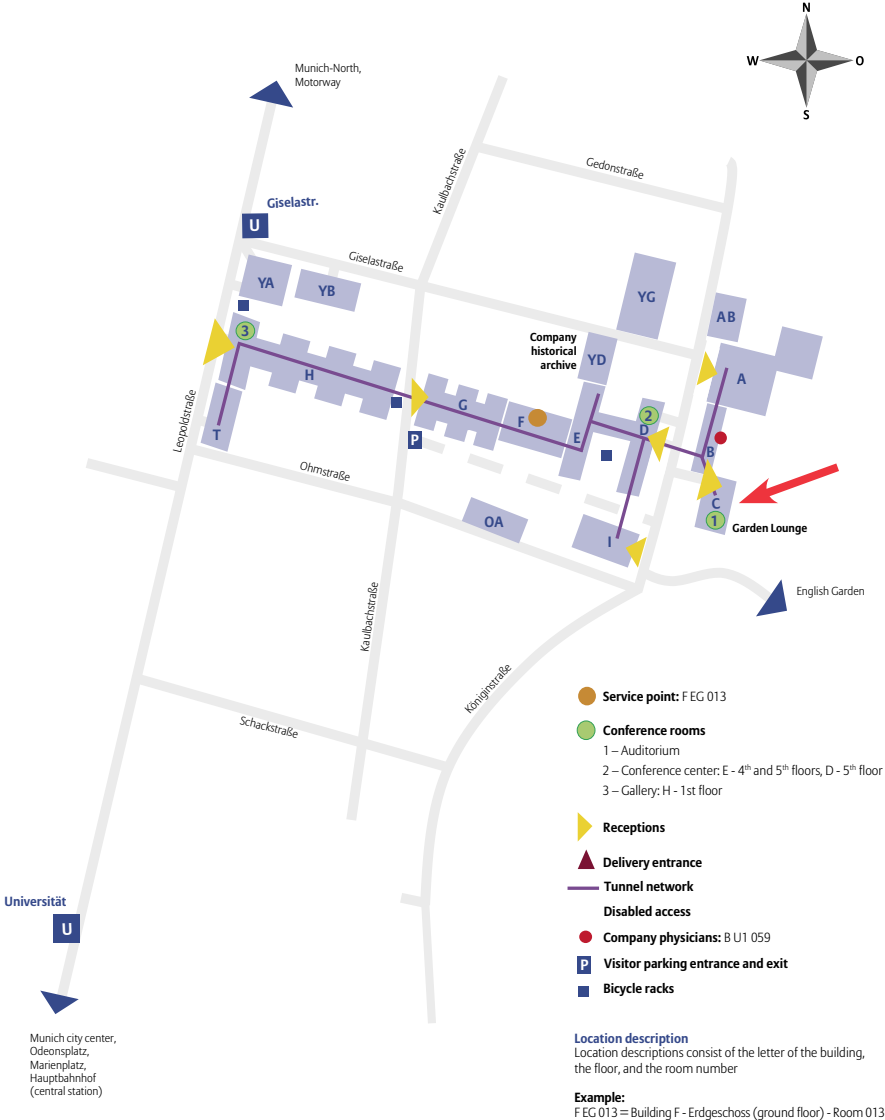 N
W
O
S
Munich-North,
Motorway
Kaulbachstraße
Gedonstraße
Giselastr.
U
Giselastraße
YA
YB
YG
AB
Company
historical
archive
YD
A
3
H
G
F
E
2
D
B
T
P
Leopoldstraße
Ohmstraße
OA
I
C
1
Garden Lounge
English Garden
Kaulbachstraße
Königinstraße
Schackstraße
Universität
U
Munich city center,
Odeonsplatz,
Marienplatz,
Hauptbahnhof
(central station)
Service point: F EG 013
Conference rooms
1 – Auditorium
2 – Conference center: E - 4th and 5th floors, D - 5th floor
3 – Gallery: H - 1st floor
Receptions
Delivery entrance
Tunnel network
Disabled access
Company physicians: B U1 059
P Visitor parking entrance and exit
Bicycle racks
Location description
Location descriptions consist of the letter of the building,
the floor, and the room number
Example:
F EG 013 = Building F - Erdgeschoss (ground floor) - Room 013